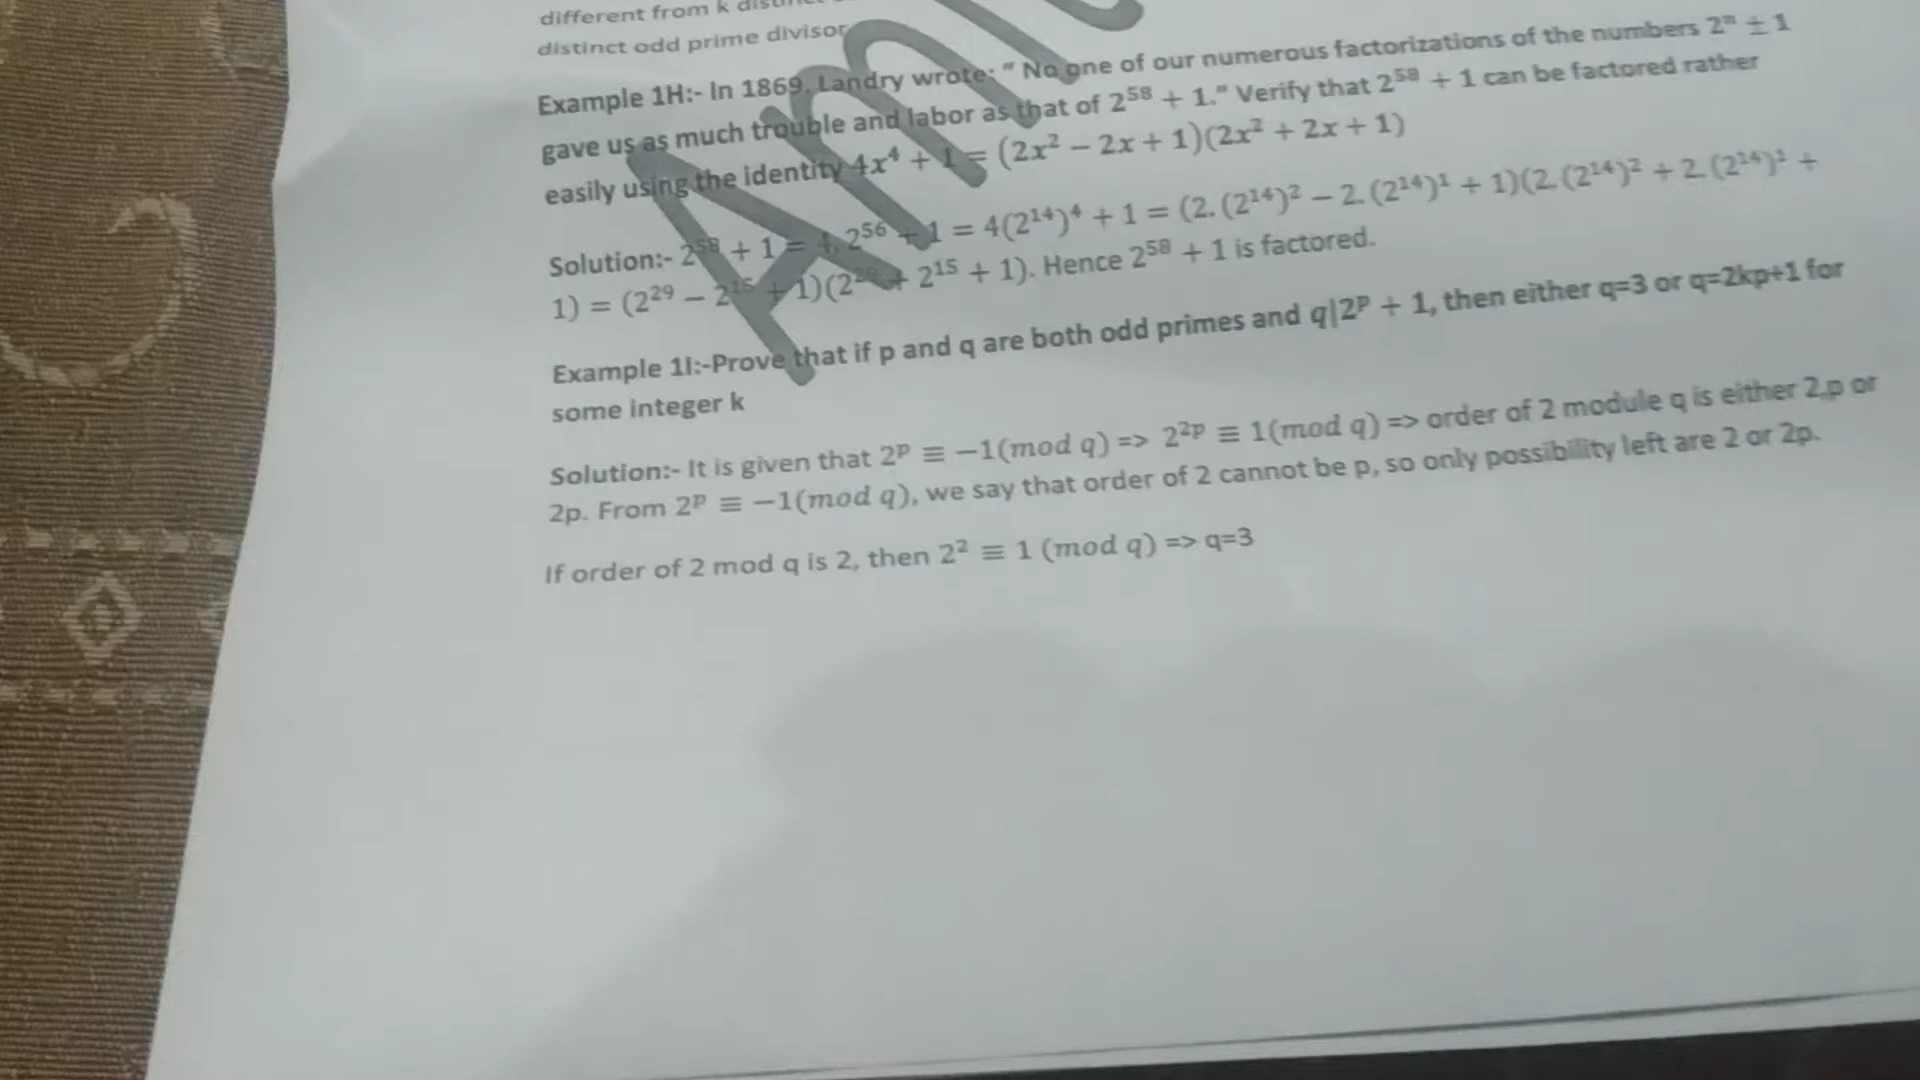 different from k
distinct odd prime divisor
Example 1H:- In 1869, Landry wrote: " No one of our numerous factorizations of the numbers 2ⁿ ± 1
gave us as much trouble and labor as that of 2⁵⁸ + 1." Verify that 2⁵⁸ + 1 can be factored rather
easily using the identity 4x⁴ + 1 = (2x² − 2x + 1)(2x² + 2x + 1)
Solution:- 2⁵⁸ + 1 = 4. 2⁵⁶ + 1 = 4(2¹⁴)⁴ + 1 = (2. (2¹⁴)² − 2. (2¹⁴)¹ + 1)(2. (2¹⁴)² + 2. (2¹⁴)¹ +
1) = (2²⁹ − 2¹⁵ + 1)(2²⁹ + 2¹⁵ + 1). Hence 2⁵⁸ + 1 is factored.
Example 1I:-Prove that if p and q are both odd primes and q|2ᵖ + 1, then either q=3 or q=2kp+1 for
some integer k
Solution:- It is given that 2ᵖ ≡ −1(mod q) => 2²ᵖ ≡ 1(mod q) => order of 2 module q is either 2,p or
2p. From 2ᵖ ≡ −1(mod q), we say that order of 2 cannot be p, so only possibility left are 2 or 2p.
If order of 2 mod q is 2, then 2² ≡ 1 (mod q) => q=3